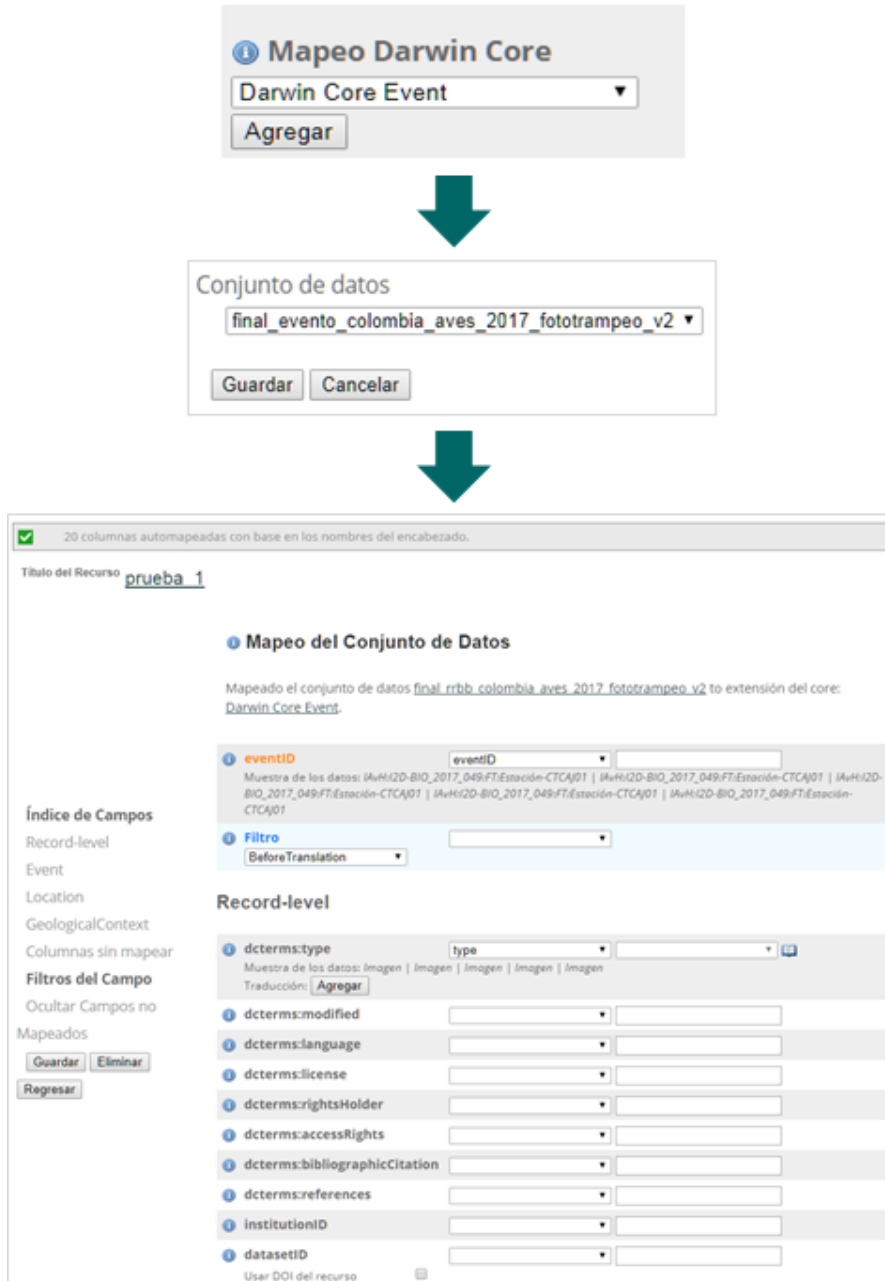 Mapeo Darwin Core
Darwin Core Event
Agregar
Conjunto de datos
final_evento_colombia_aves_2017_fototrampeo_v2
Guardar Cancelar
20 columnas automapeadas con base en los nombres del encabezado.
Título del Recurso prueba_1
Mapeo del Conjunto de Datos
Mapeado el conjunto de datos final_rrbb_colombia_aves_2017_fototrampeo_v2 to extensión del core:
Darwin Core Event.
eventID eventID
Muestra de los datos: IAvH:I2D-BIO_2017_049:FT:Estación-CTCAJ01 | IAvH:I2D-BIO_2017_049:FT:Estación-CTCAJ01 | IAvH:I2D-
BIO_2017_049:FT:Estación-CTCAJ01 | IAvH:I2D-BIO_2017_049:FT:Estación-CTCAJ01 | IAvH:I2D-BIO_2017_049:FT:Estación-
CTCAJ01
Filtro
BeforeTranslation
Índice de Campos
Record-level
Event
Location
GeologicalContext
Columnas sin mapear
Filtros del Campo
Ocultar Campos no
Mapeados
Guardar Eliminar
Regresar
Record-level
dcterms:type type
Muestra de los datos: Imagen | Imagen | Imagen | Imagen | Imagen
Traducción: Agregar
dcterms:modified
dcterms:language
dcterms:license
dcterms:rightsHolder
dcterms:accessRights
dcterms:bibliographicCitation
dcterms:references
institutionID
datasetID
Usar DOI del recurso